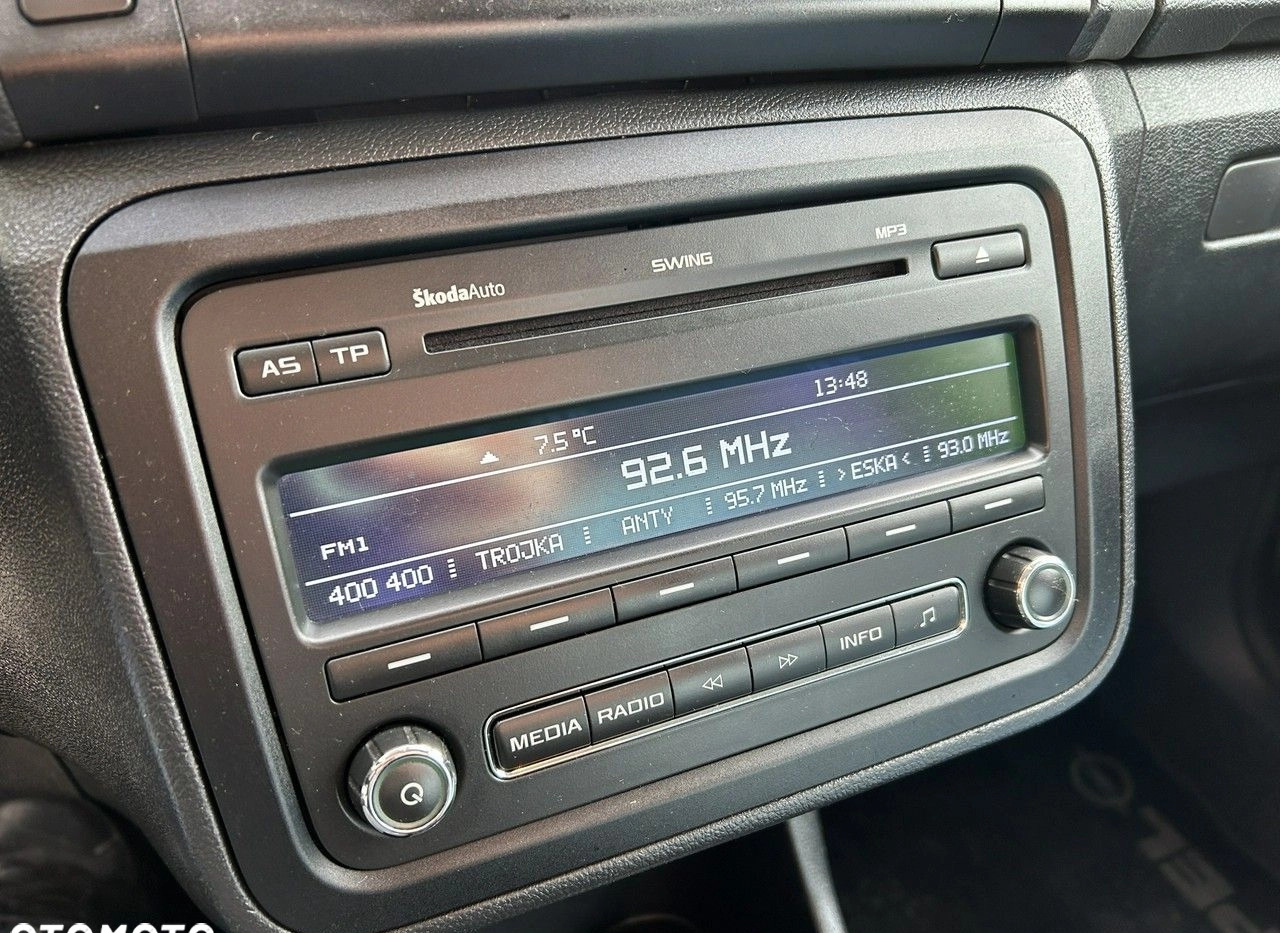 MP3
SWING
ŠkodaAuto
AS TP
13:48
7.5°C
92.6 MHz
FM1
400 400 TROJKA ANTY 95.7 MHz >ESKA< 93.0 MHz
MEDIA RADIO INFO
OTOMOTO